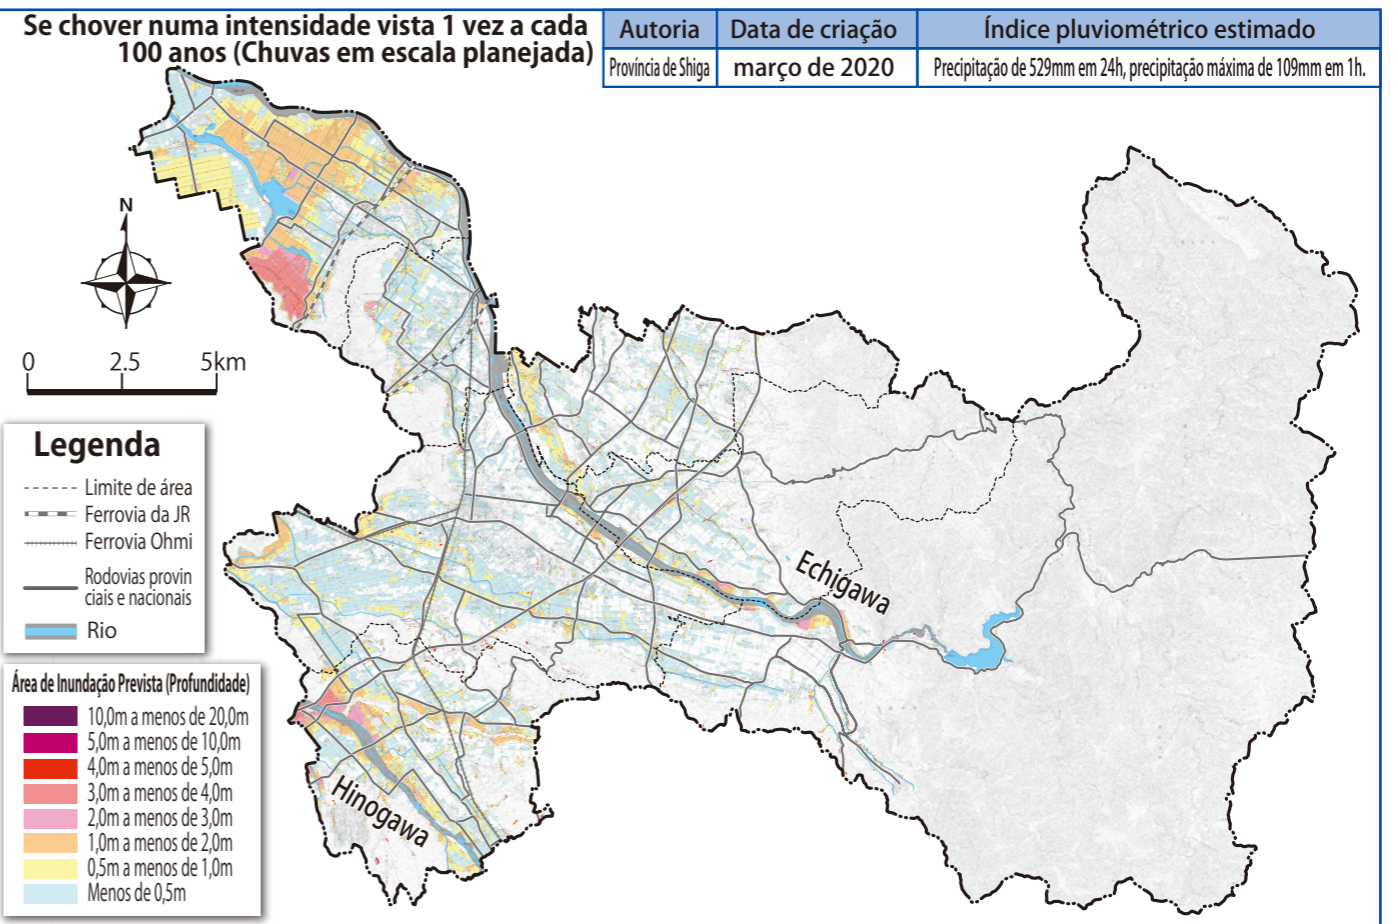 Se chover numa intensidade vista 1 vez a cada
100 anos (Chuvas em escala planejada)
Autoria
Data de criação
Índice pluviométrico estimado
Província de Shiga
março de 2020
Precipitação de 529mm em 24h, precipitação máxima de 109mm em 1h.
N
0 2.5 5km
Legenda
Limite de área
Ferrovia da JR
Ferrovia Ohmi
Rodovias provin
ciais e nacionais
Rio
Área de Inundação Prevista (Profundidade)
10,0m a menos de 20,0m
5,0m a menos de 10,0m
4,0m a menos de 5,0m
3,0m a menos de 4,0m
2,0m a menos de 3,0m
1,0m a menos de 2,0m
0,5m a menos de 1,0m
Menos de 0,5m
Echigawa
Hinogawa